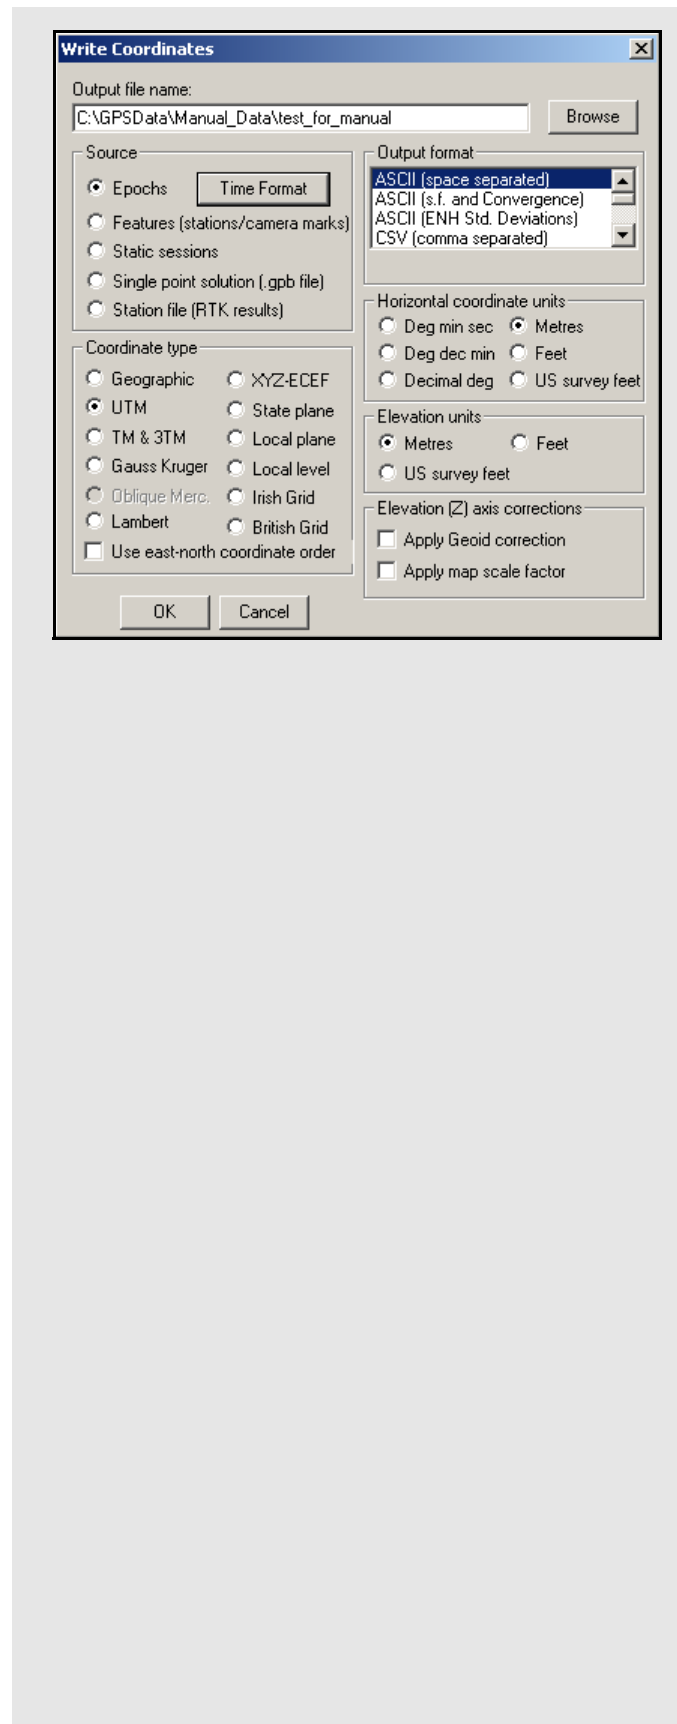 Write Coordinates
Output file name:
C:\GPSData\Manual_Data\test_for_manual
Browse
Source
Epochs
Time Format
Features (stations/camera marks)
Static sessions
Single point solution (.gpb file)
Station file (RTK results)
Coordinate type
Geographic
XYZ-ECEF
UTM
State plane
TM & 3TM
Local plane
Gauss Kruger
Local level
Oblique Merc.
Irish Grid
Lambert
British Grid
Use east-north coordinate order
OK
Cancel
Output format
ASCII (space separated)
ASCII (s.f. and Convergence)
ASCII (ENH Std. Deviations)
CSV (comma separated)
Horizontal coordinate units
Deg min sec
Metres
Deg dec min
Feet
Decimal deg
US survey feet
Elevation units
Metres
Feet
US survey feet
Elevation (Z) axis corrections
Apply Geoid correction
Apply map scale factor